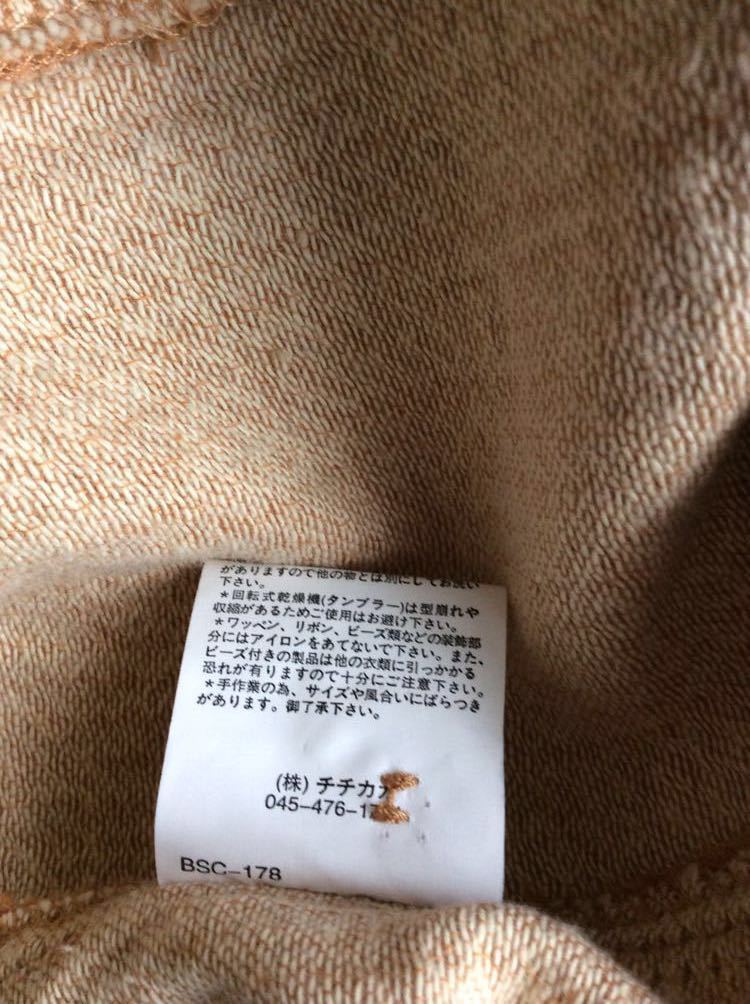 がありますので他の物とは別にしてお洗い
下さい。
*回転式乾燥機(タンブラー)は型崩れや
収縮があるためご使用はお避け下さい。
*ワッペン、リボン、ビーズ類などの装飾部
分にはアイロンをあてないで下さい。また、
ビーズ付きの製品は他の衣類に引っかかる
恐れが有りますので十分にご注意下さい。
*手作業の為、サイズや風合いにばらつき
があります。御了承下さい。
(株) チチカカ
045-476-1
BSC-178